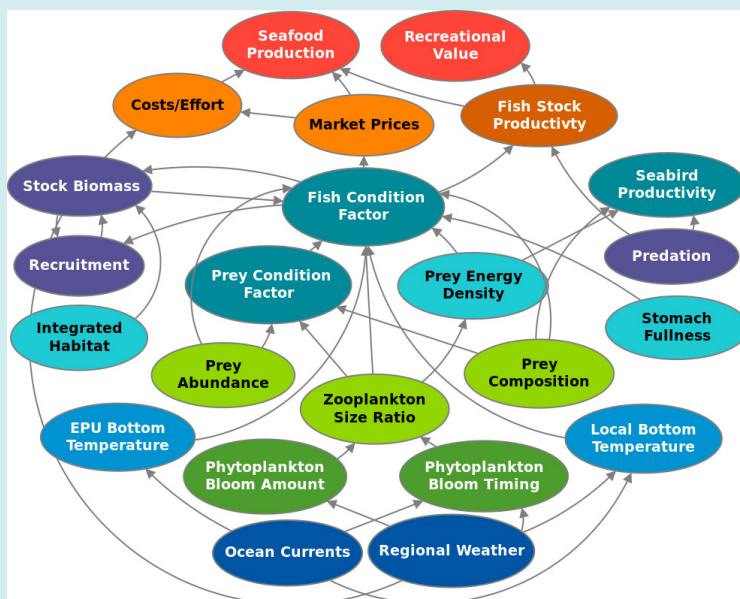 Seafood
Production
Recreational
Value
Costs/Effort
Market Prices
Fish Stock
Productivty
Stock Biomass
Fish Condition
Factor
Seabird
Productivity
Recruitment
Prey Condition
Factor
Prey Energy
Density
Predation
Integrated
Habitat
Stomach
Fullness
Prey
Abundance
Zooplankton
Size Ratio
Prey
Composition
EPU Bottom
Temperature
Local Bottom
Temperature
Phytoplankton
Bloom Amount
Phytoplankton
Bloom Timing
Ocean Currents
Regional Weather